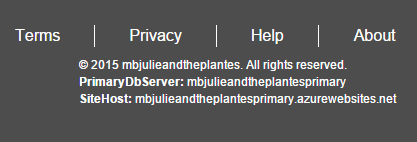 Terms | Privacy | Help | About
© 2015 mbjulieandtheplantes. All rights reserved.
PrimaryDbServer: mbjulieandtheplantesprimary
SiteHost: mbjulieandtheplantesprimary.azurewebsites.net